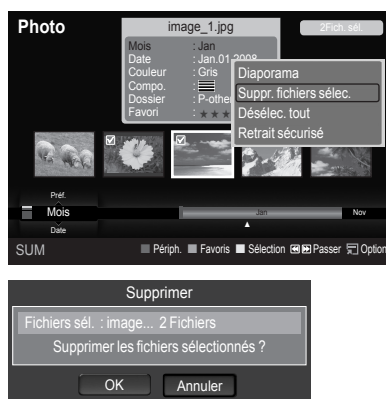 Photo
image_1.jpg
2Fich. sél.
Mois : Jan
Date : Jan.01.2008
Couleur : Gris
Compo. :
Dossier : P-othe
Favori : ★★★
Diaporama
Suppr. fichiers sélec.
Désélec. tout
Retrait sécurisé
Préf.
Mois
Jan
Nov
Date
SUM
Périph. Favoris Sélection Passer Option
Supprimer
Fichiers sél. : image... 2 Fichiers
Supprimer les fichiers sélectionnés ?
OK
Annuler